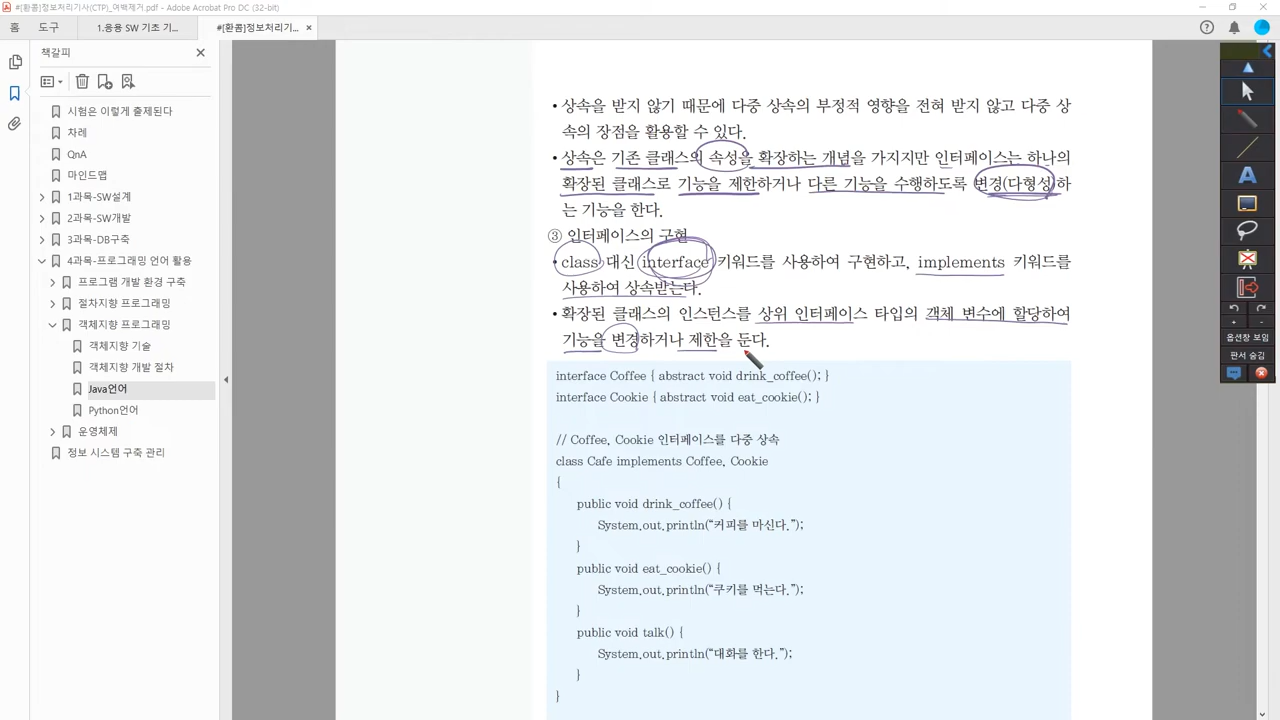 #[환콤]정보처리기사(CTP)_여백제거.pdf - Adobe Acrobat Pro DC (32-bit)
홈 도구 1.응용 SW 기초 기... #[환콤]정보처리기... ×
책갈피
시험은 이렇게 출제된다
차례
QnA
마인드맵
1과목-SW설계
2과목-SW개발
3과목-DB구축
4과목-프로그래밍 언어 활용
프로그램 개발 환경 구축
절차지향 프로그래밍
객체지향 프로그래밍
객체지향 기술
객체지향 개발 절차
Java언어
Python언어
운영체제
정보 시스템 구축 관리
• 상속을 받지 않기 때문에 다중 상속의 부정적 영향을 전혀 받지 않고 다중 상
속의 장점을 활용할 수 있다.
• 상속은 기존 클래스의 속성을 확장하는 개념을 가지지만 인터페이스는 하나의
확장된 클래스로 기능을 제한하거나 다른 기능을 수행하도록 변경(다형성)하
는 기능을 한다.
③ 인터페이스의 구현
• class 대신 interface 키워드를 사용하여 구현하고, implements 키워드를
사용하여 상속받는다.
• 확장된 클래스의 인스턴스를 상위 인터페이스 타입의 객체 변수에 할당하여
기능을 변경하거나 제한을 둔다.
interface Coffee { abstract void drink_coffee(); }
interface Cookie { abstract void eat_cookie(); }
// Coffee, Cookie 인터페이스를 다중 상속
class Cafe implements Coffee, Cookie
{
public void drink_coffee() {
System.out.println("커피를 마신다.");
}
public void eat_cookie() {
System.out.println("쿠키를 먹는다.");
}
public void talk() {
System.out.println("대화를 한다.");
}
}
옵션창 보임
판서 숨김